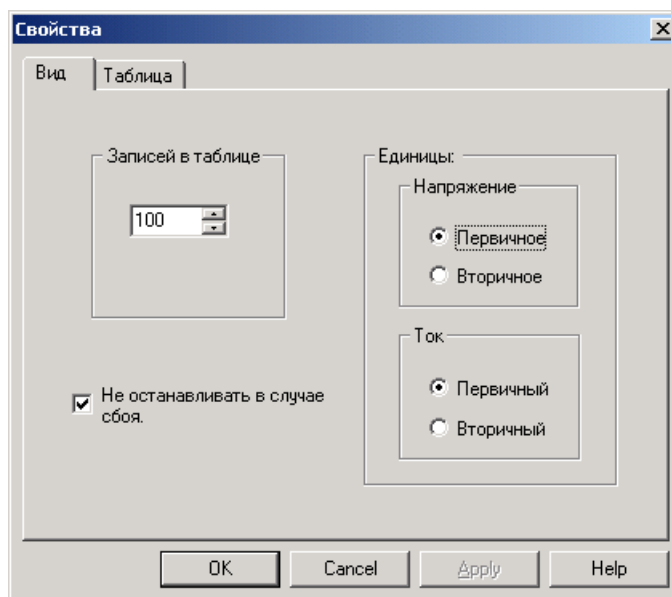 Свойства
Вид
Таблица
Записей в таблице
100
Не останавливать в случае
сбоя.
Единицы:
Напряжение
Первичное
Вторичное
Ток
Первичный
Вторичный
OK
Cancel
Apply
Help